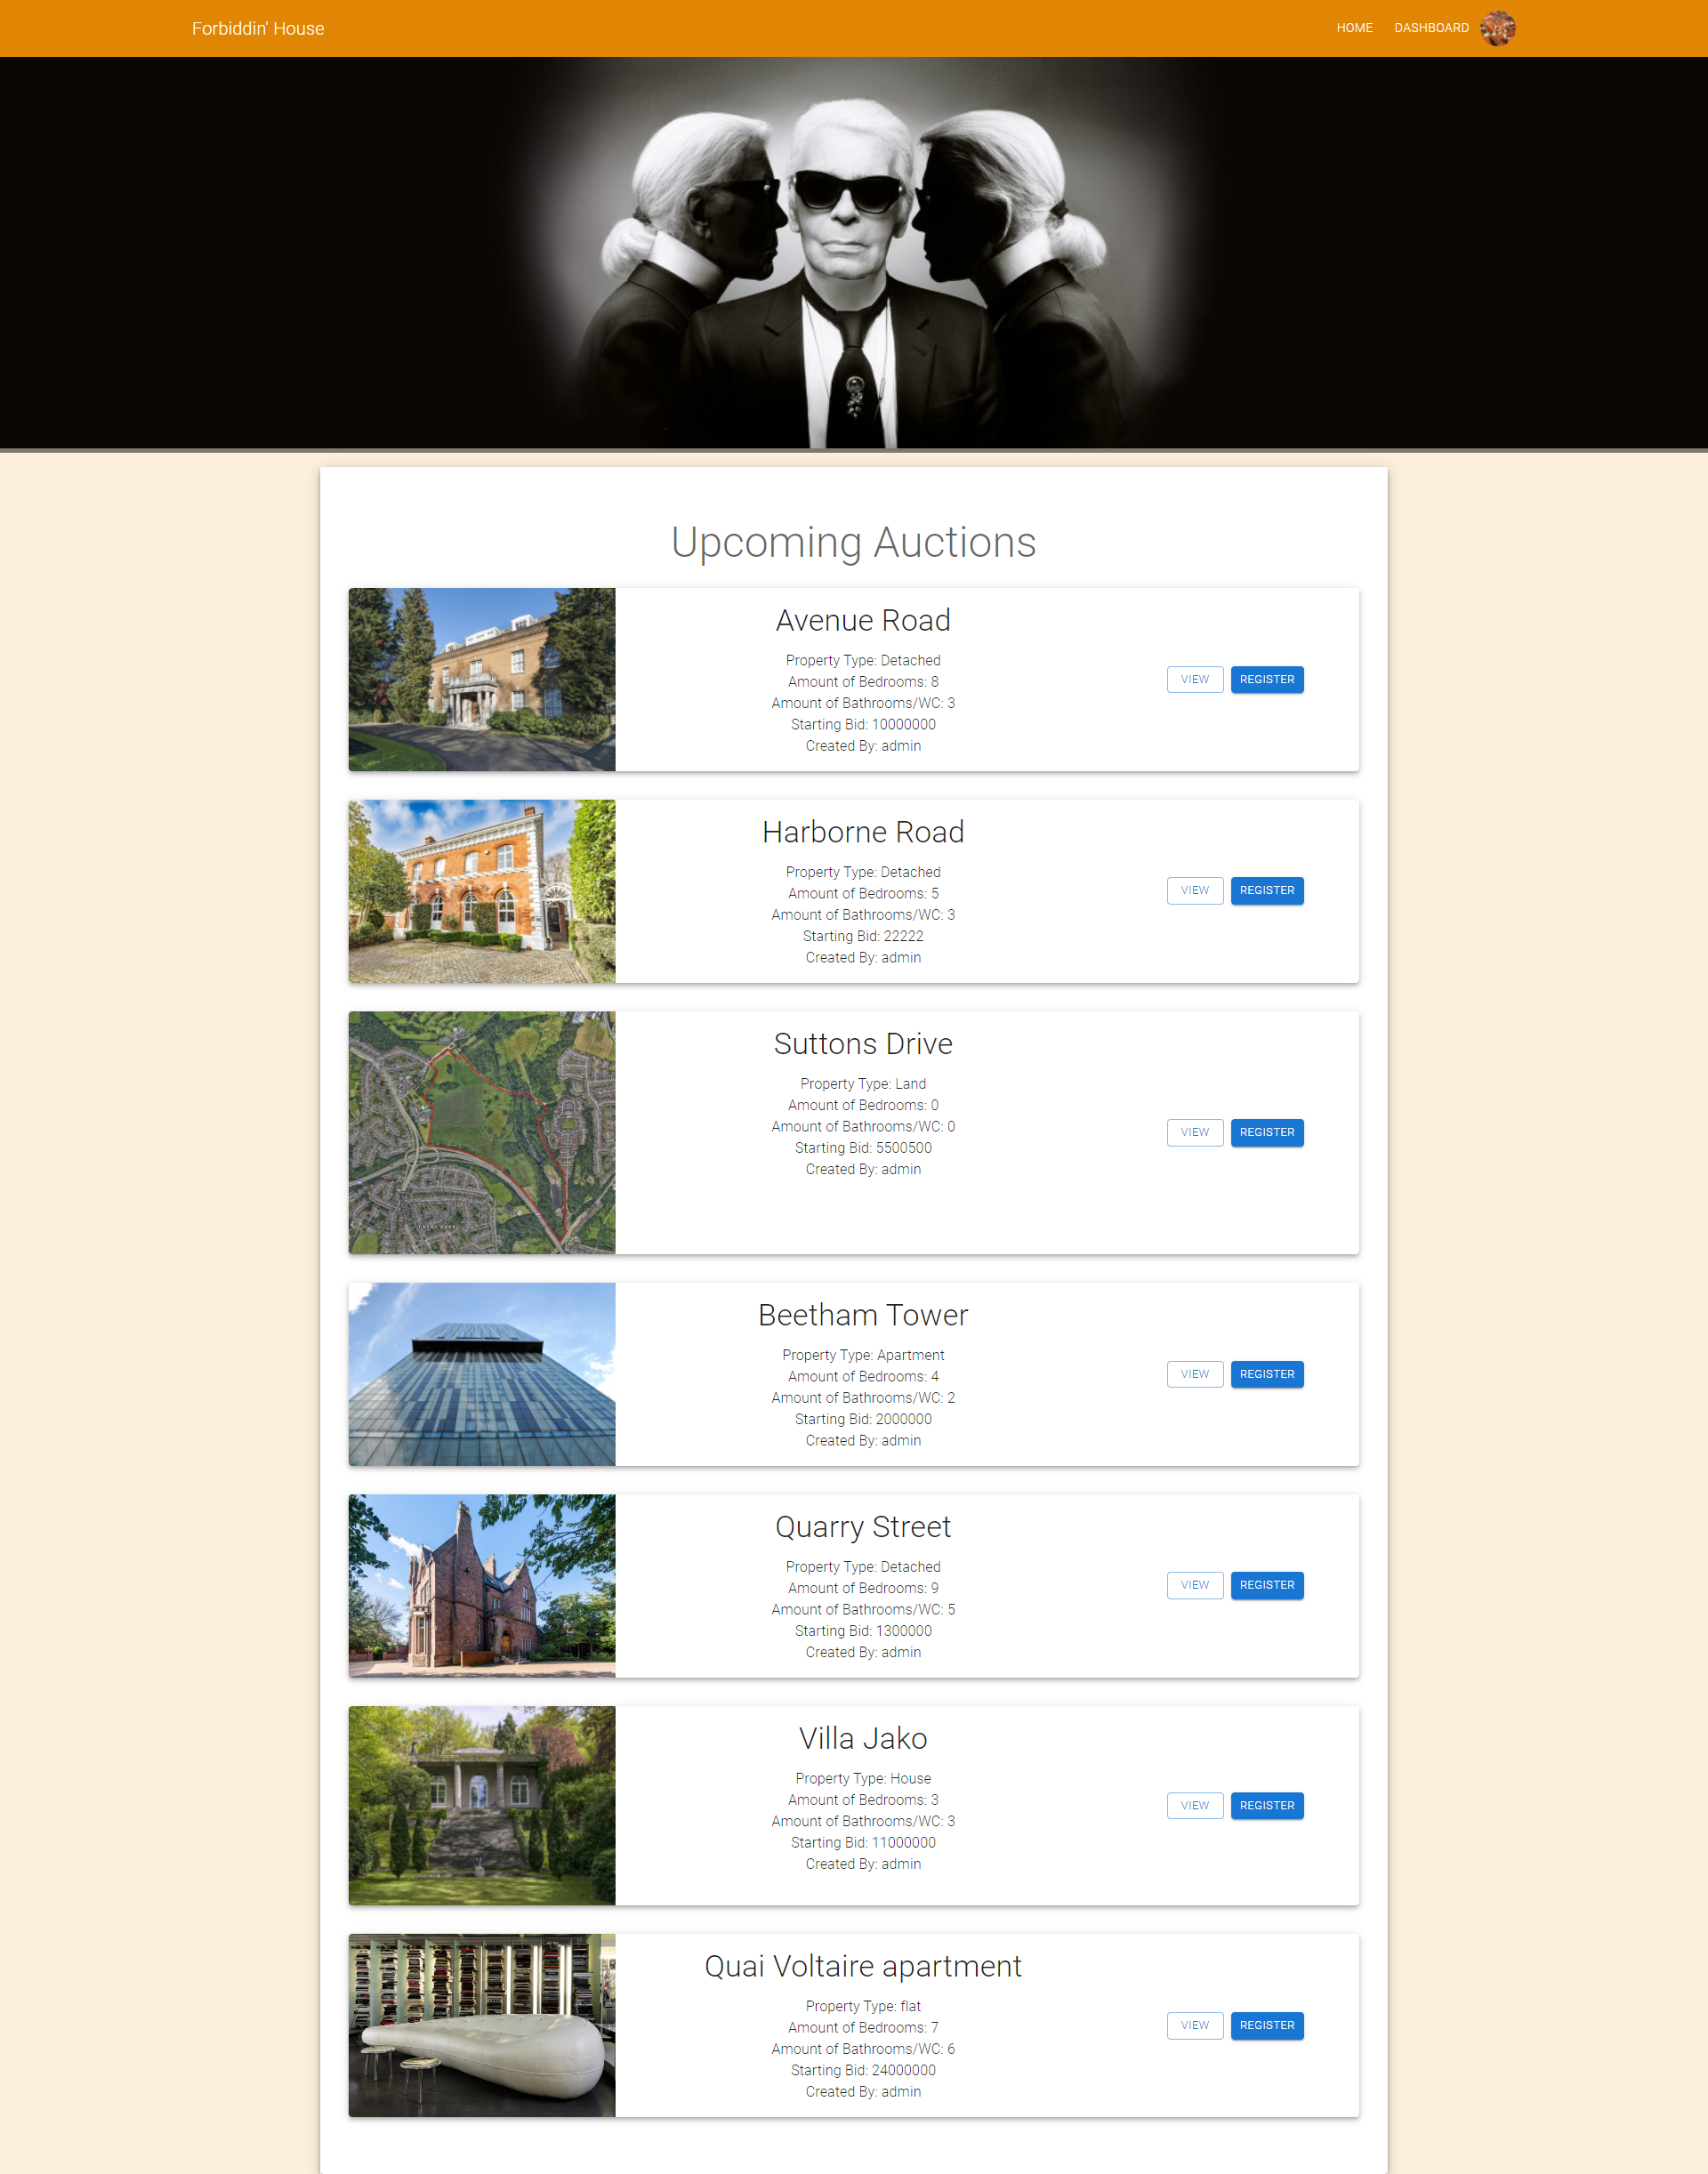 Forbiddin' House
HOME
DASHBOARD
Upcoming Auctions
Avenue Road
Property Type: Detached
Amount of Bedrooms: 8
Amount of Bathrooms/WC: 3
Starting Bid: 10000000
Created By: admin
VIEW
REGISTER
Harborne Road
Property Type: Detached
Amount of Bedrooms: 5
Amount of Bathrooms/WC: 3
Starting Bid: 22222
Created By: admin
VIEW
REGISTER
Suttons Drive
Property Type: Land
Amount of Bedrooms: 0
Amount of Bathrooms/WC: 0
Starting Bid: 5500500
Created By: admin
VIEW
REGISTER
Beetham Tower
Property Type: Apartment
Amount of Bedrooms: 4
Amount of Bathrooms/WC: 2
Starting Bid: 2000000
Created By: admin
VIEW
REGISTER
Quarry Street
Property Type: Detached
Amount of Bedrooms: 9
Amount of Bathrooms/WC: 5
Starting Bid: 1300000
Created By: admin
VIEW
REGISTER
Villa Jako
Property Type: House
Amount of Bedrooms: 3
Amount of Bathrooms/WC: 3
Starting Bid: 11000000
Created By: admin
VIEW
REGISTER
Quai Voltaire apartment
Property Type: flat
Amount of Bedrooms: 7
Amount of Bathrooms/WC: 6
Starting Bid: 24000000
Created By: admin
VIEW
REGISTER